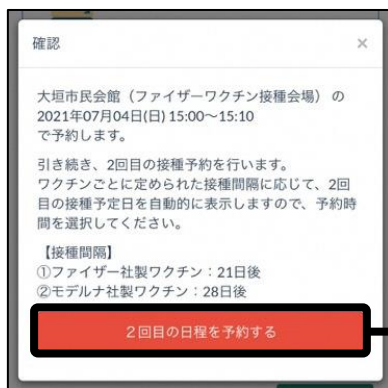 確認
×
大垣市民会館（ファイザーワクチン接種会場） の
2021年07月04日(日) 15:00～15:10
で予約します。
引き続き、2回目の接種予約を行います。
ワクチンごとに定められた接種間隔に応じて、2回
目の接種予定日を自動的に表示しますので、予約時
間を選択してください。
【接種間隔】
①ファイザー社製ワクチン：21日後
②モデルナ社製ワクチン：28日後
２回目の日程を予約する